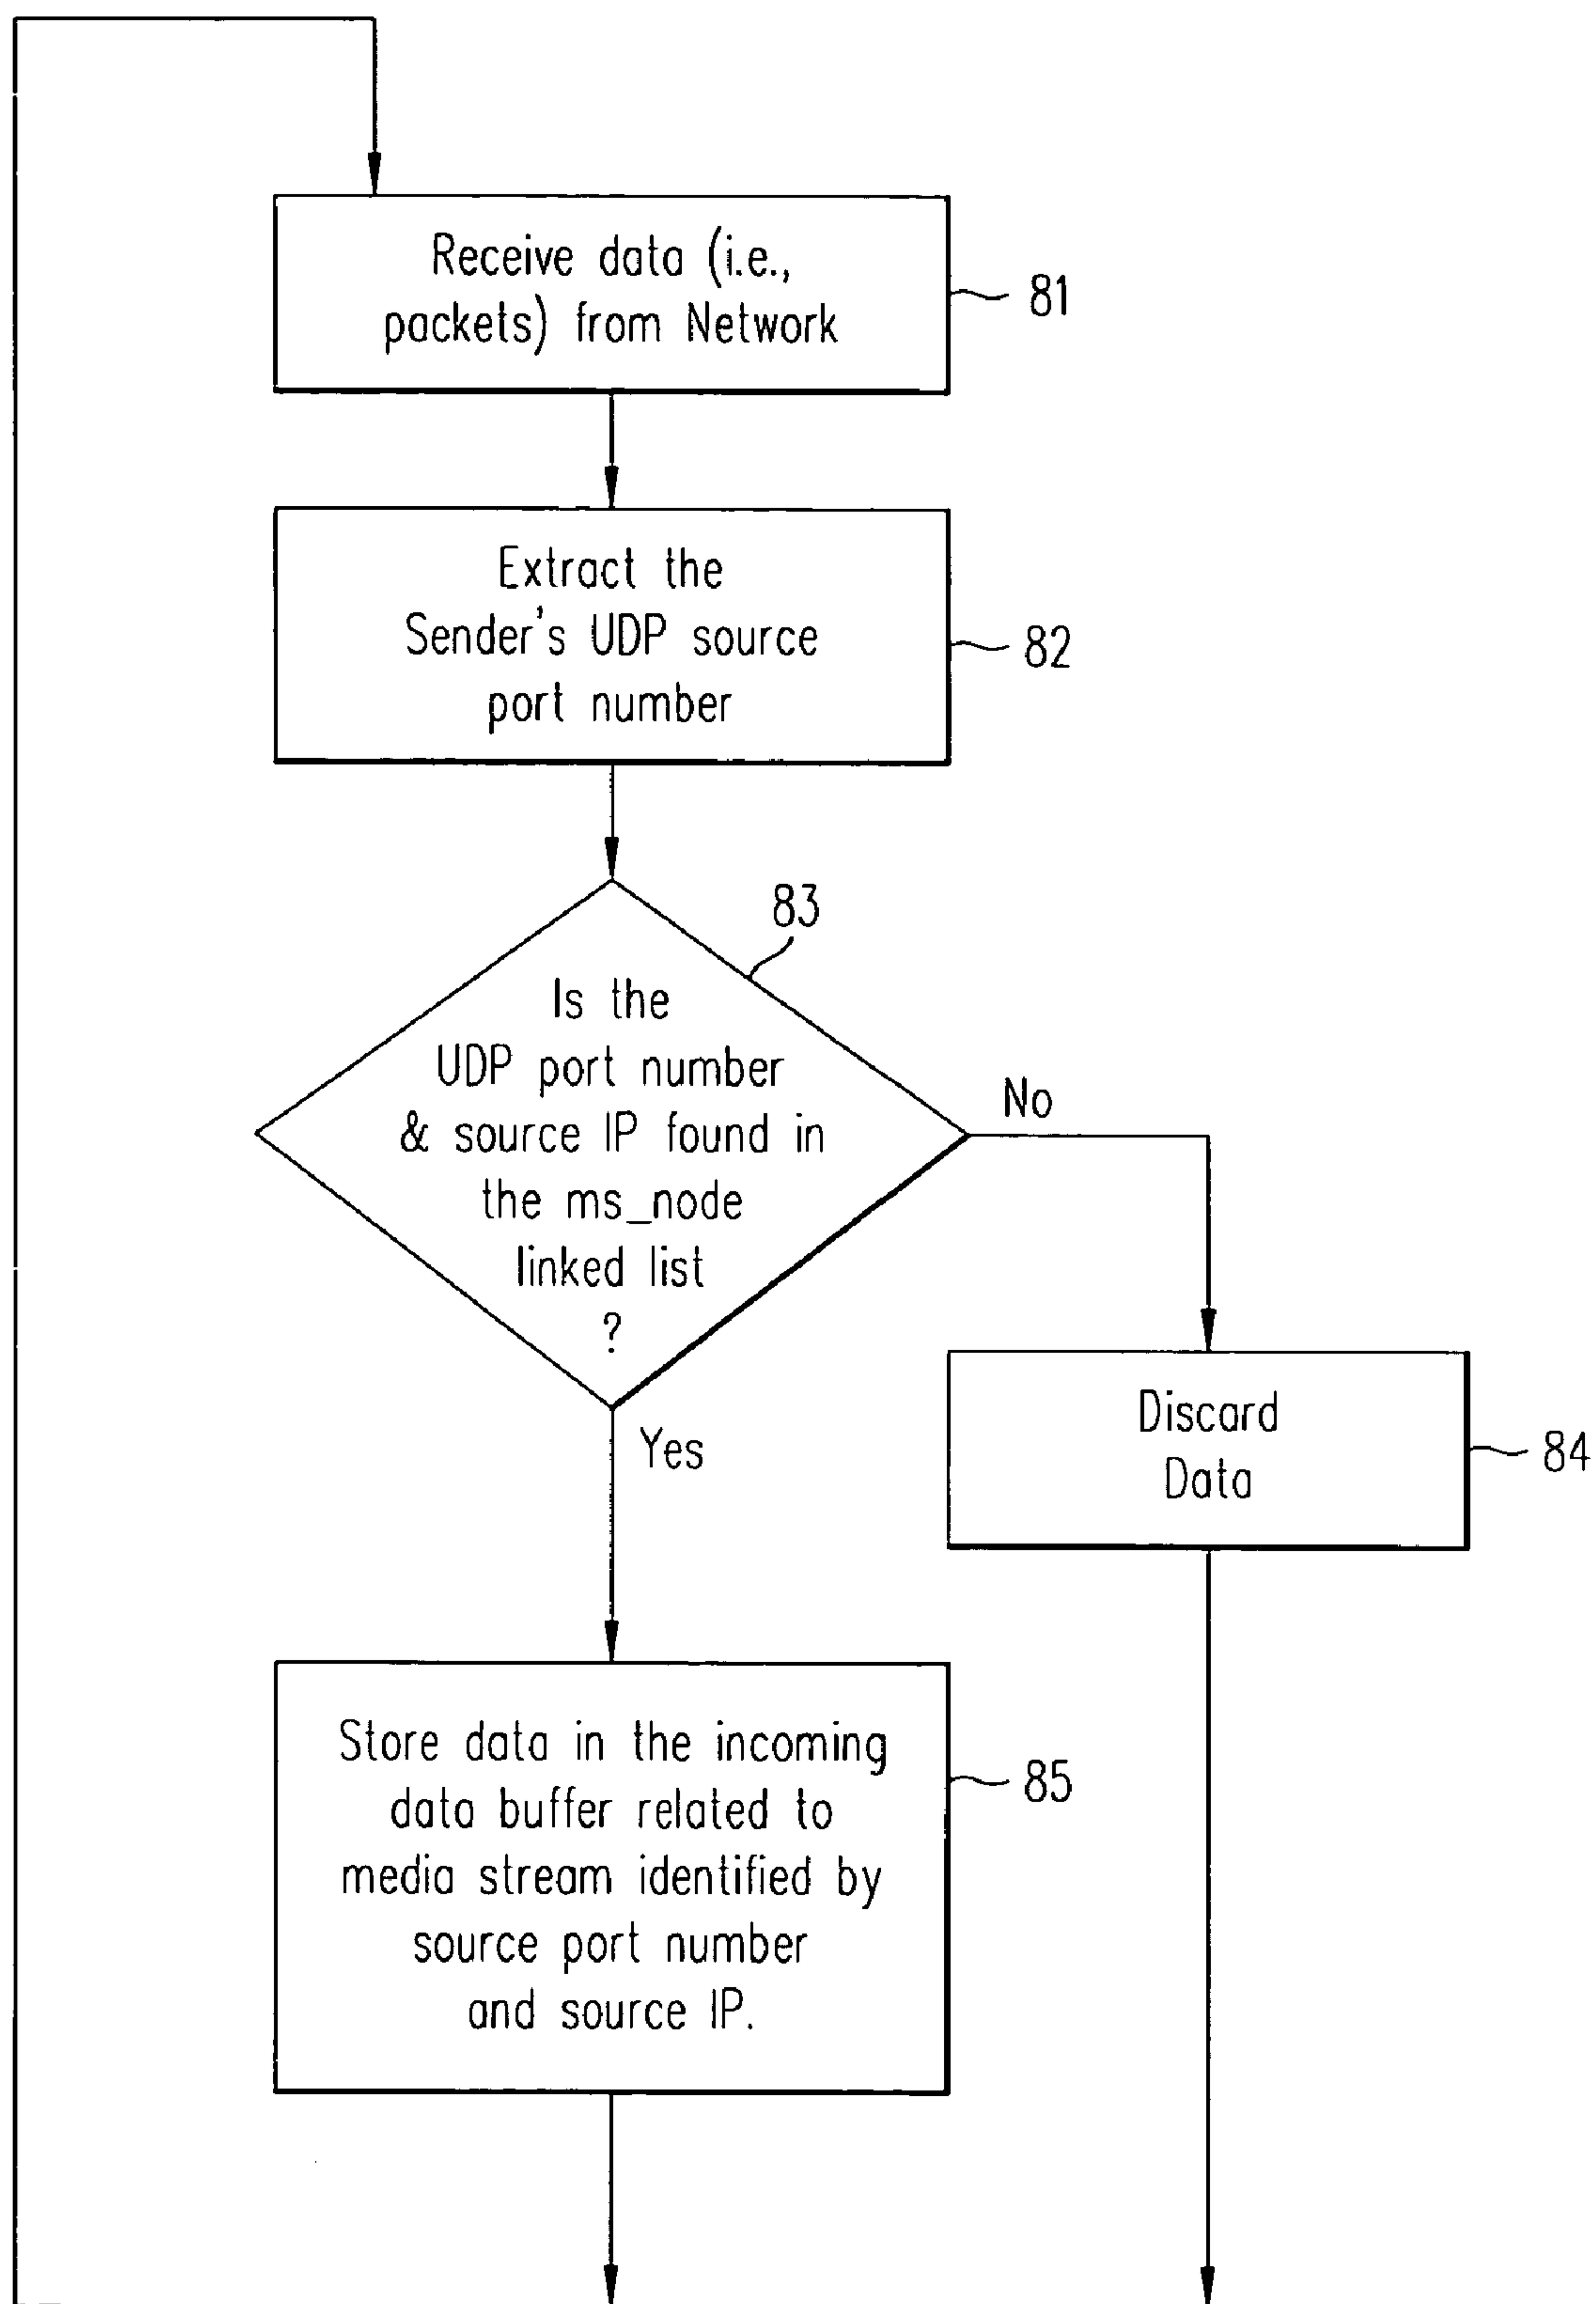 Receive data (i.e.,
packets) from Network
81
Extract the
Sender's UDP source
port number
82
83
Is the
UDP port number
& source IP found in
the ms_node
linked list
?
No
Yes
Discard
Data
84
Store data in the incoming
data buffer related to
media stream identified by
source port number
and source IP.
85